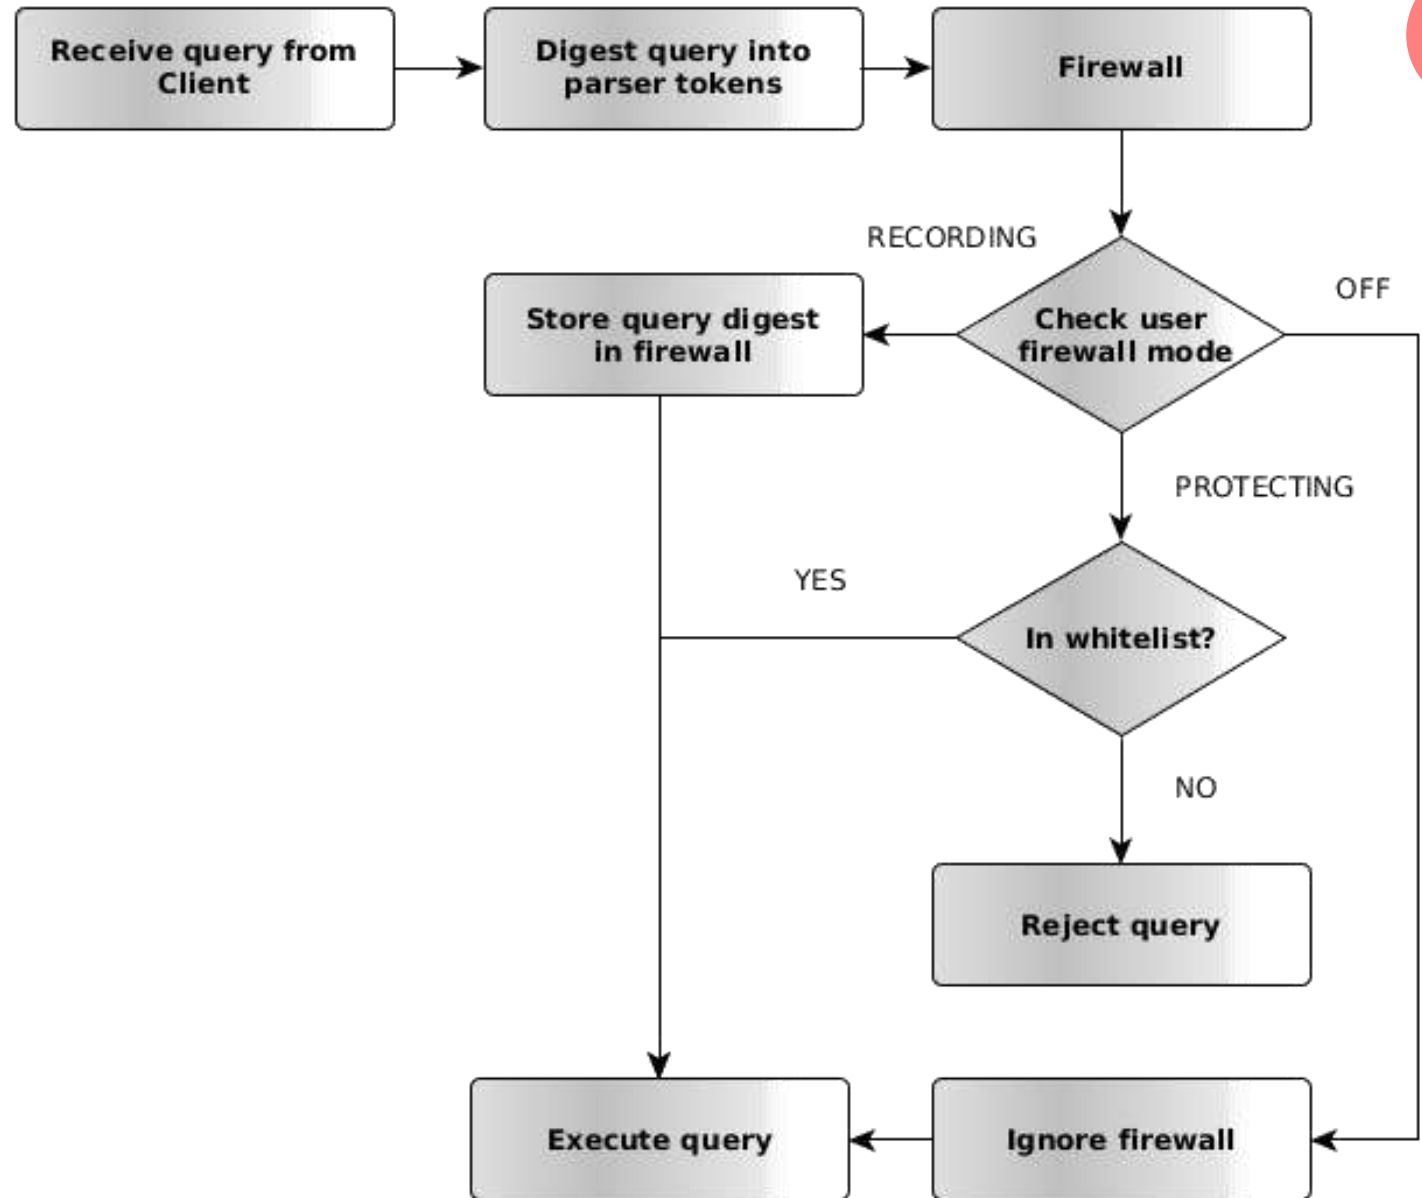 Receive query from
Client
Digest query into
parser tokens
Firewall
RECORDING
OFF
Store query digest
in firewall
Check user
firewall mode
PROTECTING
YES
In whitelist?
NO
Reject query
Execute query
Ignore firewall